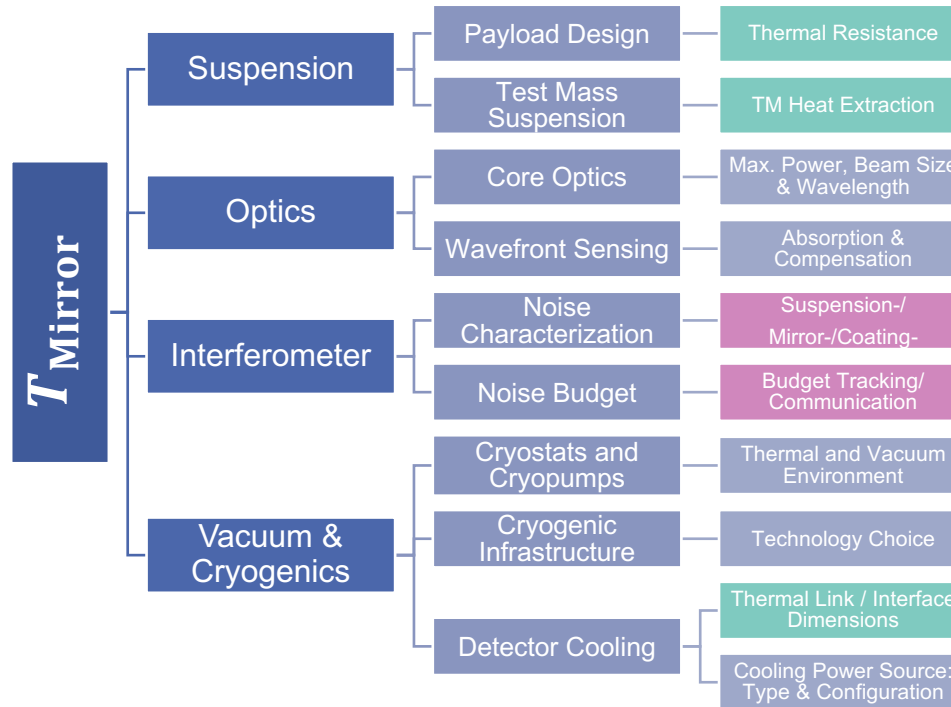 T Mirror
Suspension
Payload Design
Thermal Resistance
Test Mass
Suspension
TM Heat Extraction
Optics
Core Optics
Max. Power, Beam Size
& Wavelength
Wavefront Sensing
Absorption &
Compensation
Interferometer
Noise
Characterization
Suspension-/
Mirror-/Coating-
Noise Budget
Budget Tracking/
Communication
Vacuum &
Cryogenics
Cryostats and
Cryopumps
Thermal and Vacuum
Environment
Cryogenic
Infrastructure
Technology Choice
Detector Cooling
Thermal Link / Interface
Dimensions
Cooling Power Source:
Type & Configuration